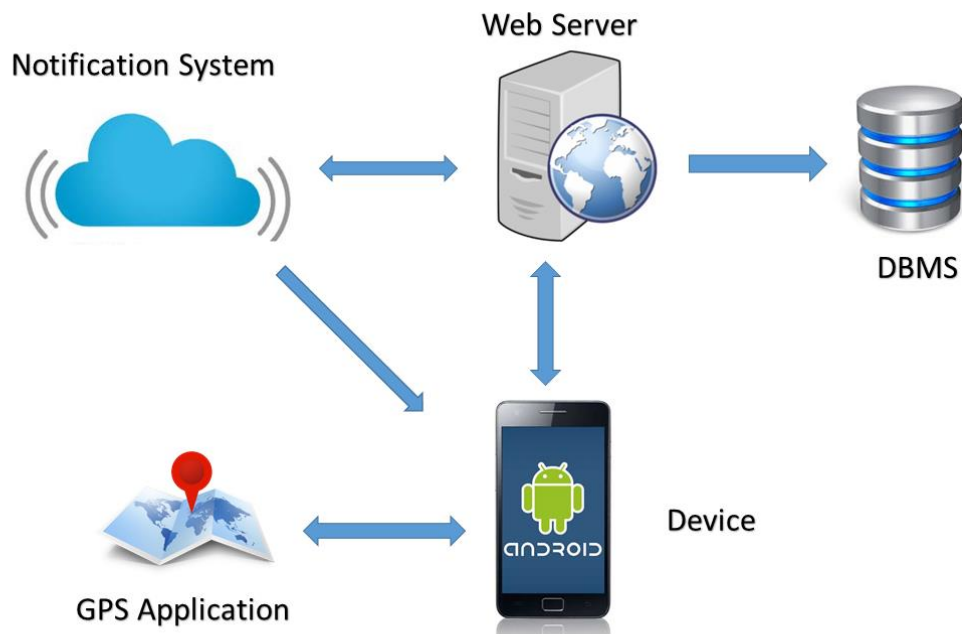 Web Server
Notification System
DBMS
ANDROID
Device
GPS Application